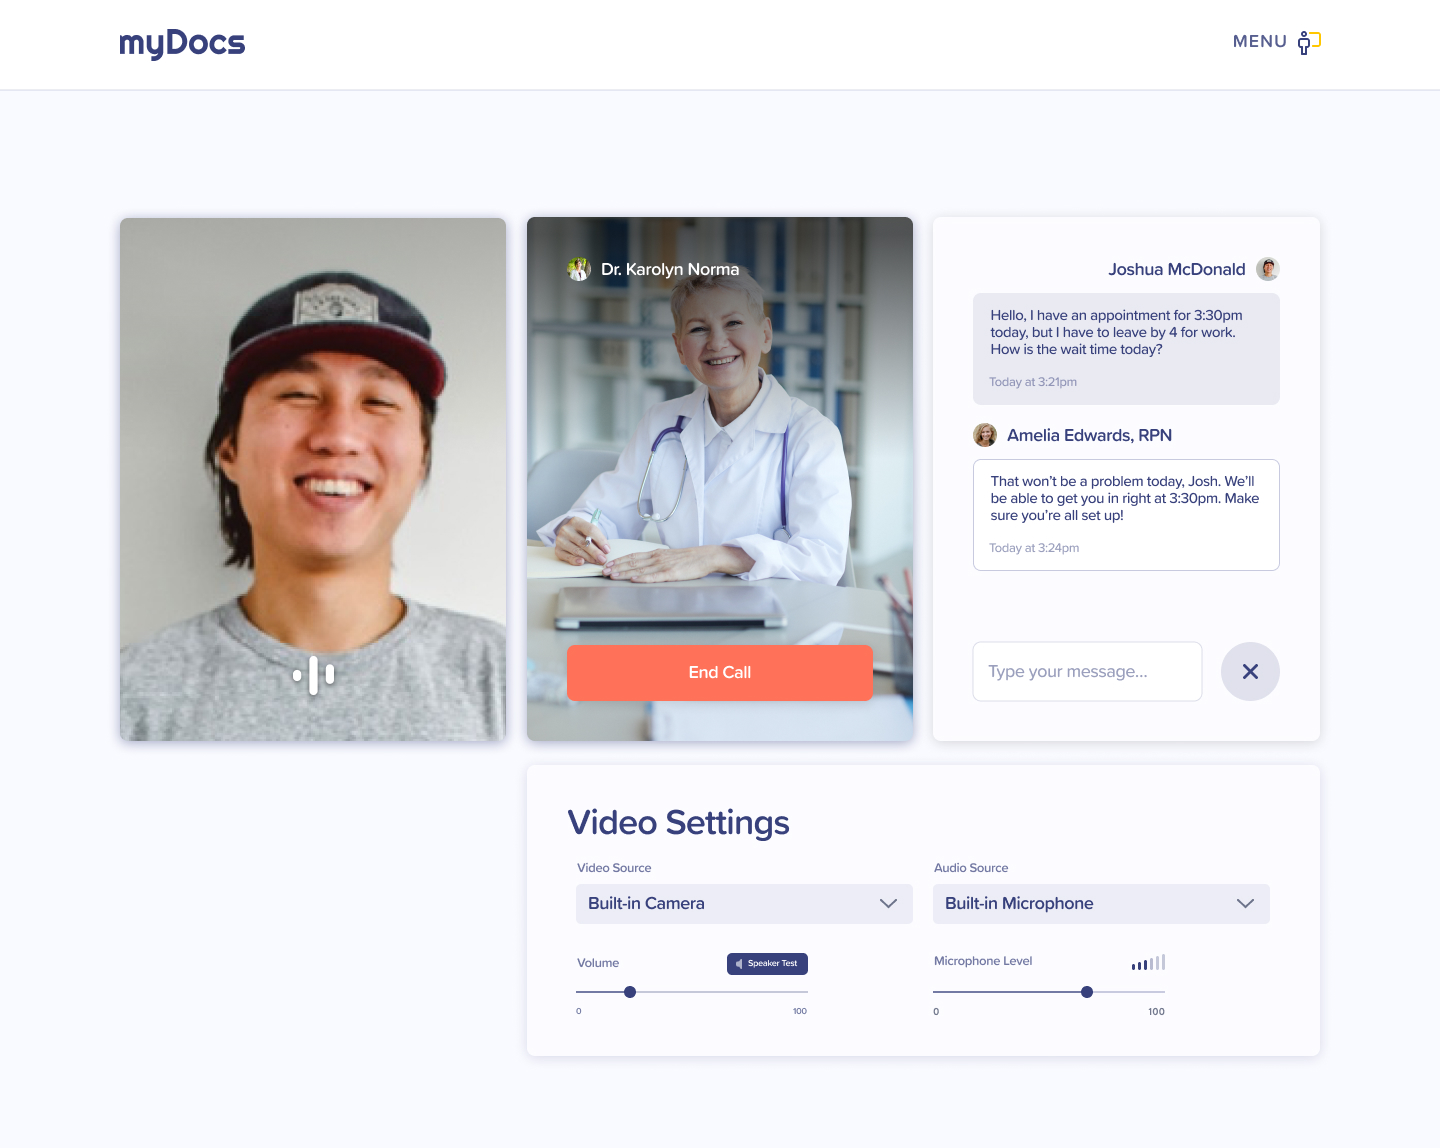 myDocs
MENU
Dr. Karolyn Norma
End Call
Joshua McDonald
Hello, I have an appointment for 3:30pm
today, but I have to leave by 4 for work.
How is the wait time today?
Today at 3:21pm
Amelia Edwards, RPN
That won’t be a problem today, Josh. We’ll
be able to get you in right at 3:30pm. Make
sure you’re all set up!
Today at 3:24pm
Type your message...
Video Settings
Video Source
Built-in Camera
Audio Source
Built-in Microphone
Volume
Speaker Test
0
100
Microphone Level
0
100